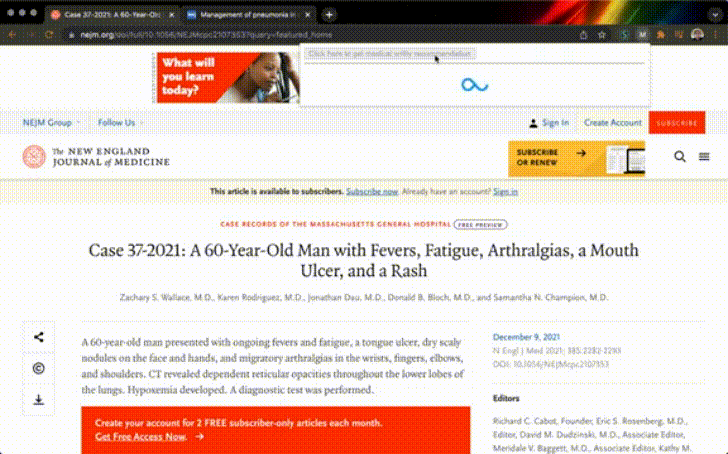 Case 37-2021: A 60-Year-Old
Management of pneumonia in
nejm.org/doi/full/10.1056/NEJMcpc2107353?query=featured_home
What will
you learn
today?
NEJM Group
Follow Us
Sign In
Create Account
SUBSCRIBE
The NEW ENGLAND
JOURNAL of MEDICINE
SUBSCRIBE
OR RENEW
This article is available to subscribers. Subscribe now. Already have an account? Sign in
CASE RECORDS OF THE MASSACHUSETTS GENERAL HOSPITAL
FREE PREVIEW
Case 37-2021: A 60-Year-Old Man with Fevers, Fatigue, Arthralgias, a Mouth
Ulcer, and a Rash
Zachary S. Wallace, M.D., Karen Rodriguez, M.D., Jonathan Dau, M.D., Donald B. Bloch, M.D., and Samantha N. Champion, M.D.
A 60-year-old man presented with ongoing fevers and fatigue, a tongue ulcer, dry scaly
nodules on the face and hands, and migratory arthralgias in the wrists, fingers, elbows,
and shoulders. CT revealed dependent reticular opacities throughout the lower lobes of
the lungs. Hypoxemia developed. A diagnostic test was performed.
December 9, 2021
N Engl J Med 2021; 385:2282-2293
DOI: 10.1056/NEJMcpc2107353
Editors
Richard C. Cabot, Founder, Eric S. Rosenberg, M.D.,
Editor, David M. Dudzinski, M.D., Associate Editor,
Meridale V. Baggett, M.D., Associate Editor, Kathy M.
Create your account for 2 FREE subscriber-only articles each month.
Get Free Access Now.